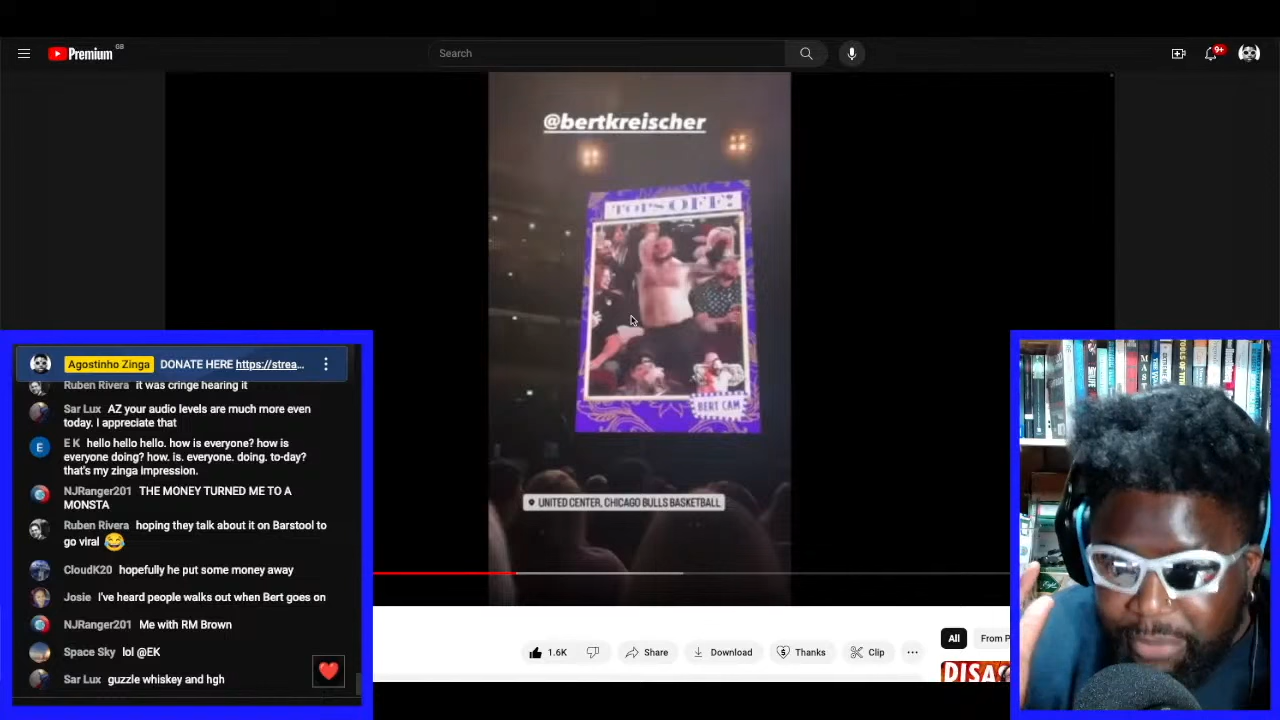 Premium GB
Search
9+
@bertkreischer
TOPS OFF!
BERT CAM
UNITED CENTER, CHICAGO BULLS BASKETBALL
Agostinho Zinga DONATE HERE https://strea...
Ruben Rivera it was cringe hearing it
Sar Lux AZ your audio levels are much more even
today. I appreciate that
E K hello hello hello. how is everyone? how is
everyone doing? how. is. everyone. doing. to-day?
that's my zinga impression.
NJRanger201 THE MONEY TURNED ME TO A
MONSTA
Ruben Rivera hoping they talk about it on Barstool to
go viral 😂
CloudK20 hopefully he put some money away
Josie I've heard people walks out when Bert goes on
NJRanger201 Me with RM Brown
Space Sky lol @EK
Sar Lux guzzle whiskey and hgh
E
1.6K
Share
Download
Thanks
Clip
All
From P
DISA